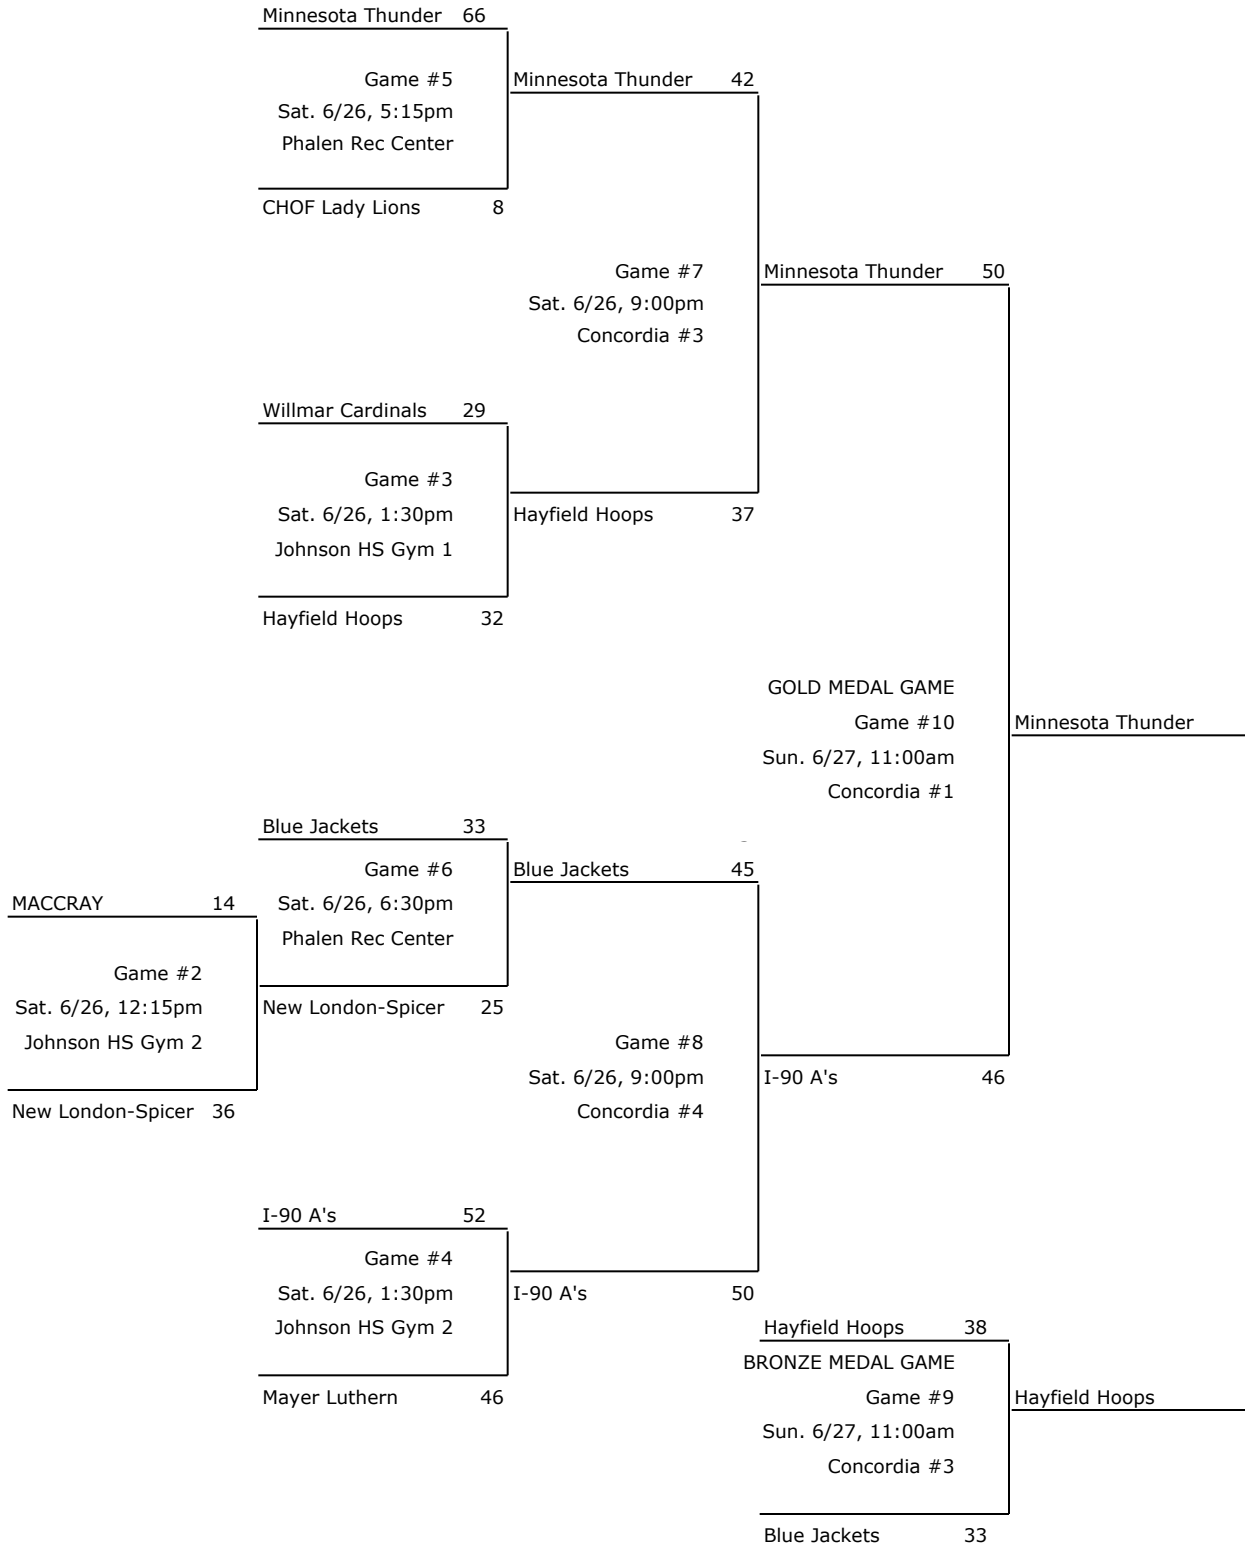 Minnesota Thunder 66
Game #5
Minnesota Thunder 42
Sat. 6/26, 5:15pm
Phalen Rec Center
CHOF Lady Lions 8
Game #7
Minnesota Thunder 50
Sat. 6/26, 9:00pm
Concordia #3
Willmar Cardinals 29
Game #3
Sat. 6/26, 1:30pm
Hayfield Hoops 37
Johnson HS Gym 1
Hayfield Hoops 32
GOLD MEDAL GAME
Game #10
Minnesota Thunder
Sun. 6/27, 11:00am
Concordia #1
Blue Jackets 33
Game #6
Blue Jackets 45
MACCRAY 14
Sat. 6/26, 6:30pm
Phalen Rec Center
Game #2
Sat. 6/26, 12:15pm
New London-Spicer 25
Johnson HS Gym 2
Game #8
Sat. 6/26, 9:00pm
I-90 A's 46
New London-Spicer 36
Concordia #4
I-90 A's 52
Game #4
Sat. 6/26, 1:30pm
I-90 A's 50
Johnson HS Gym 2
Hayfield Hoops 38
BRONZE MEDAL GAME
Mayer Luthern 46
Game #9
Hayfield Hoops
Sun. 6/27, 11:00am
Concordia #3
Blue Jackets 33